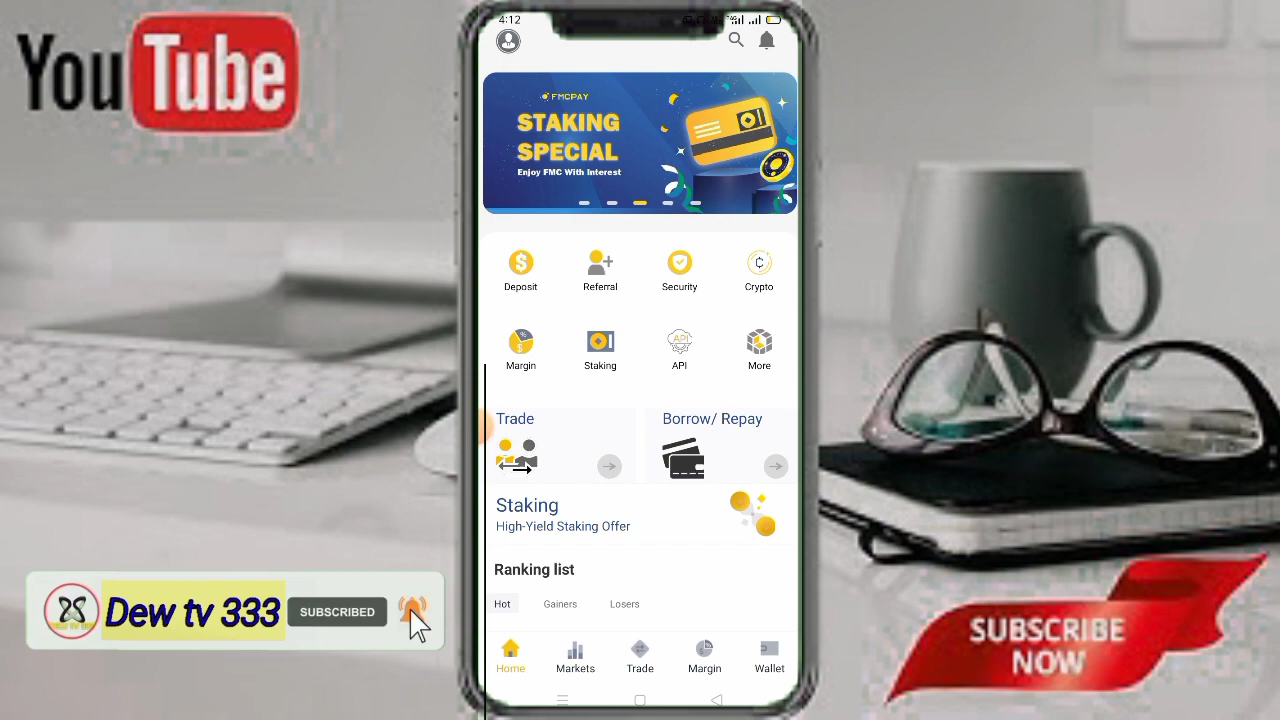 YouTube
4:12
FMCPAY
STAKING
SPECIAL
Enjoy FMC With Interest
Deposit
Referral
Security
Crypto
Margin
Staking
API
API
More
Trade
Borrow/ Repay
Staking
High-Yield Staking Offer
Ranking list
Hot
Gainers
Losers
Home
Markets
Trade
Margin
Wallet
Dew tv 333
SUBSCRIBED
SUBSCRIBE
NOW